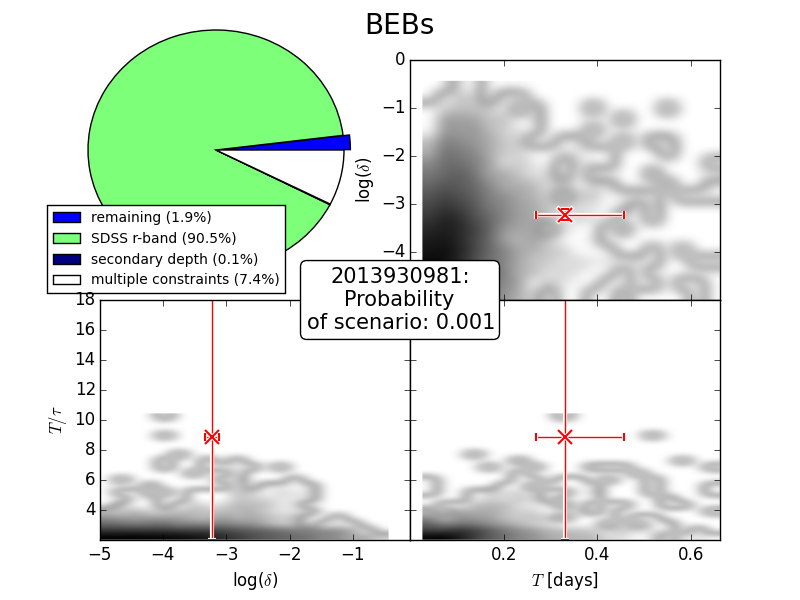 BEBs
remaining (1.9%)
SDSS r-band (90.5%)
secondary depth (0.1%)
multiple constraints (7.4%)
0
−1
−2
−3
−4
log(δ)
2013930981:
Probability
of scenario: 0.001
18
16
14
12
10
8
6
4
T/τ
−5 −4 −3 −2 −1
log(δ)
0.2 0.4 0.6
T [days]